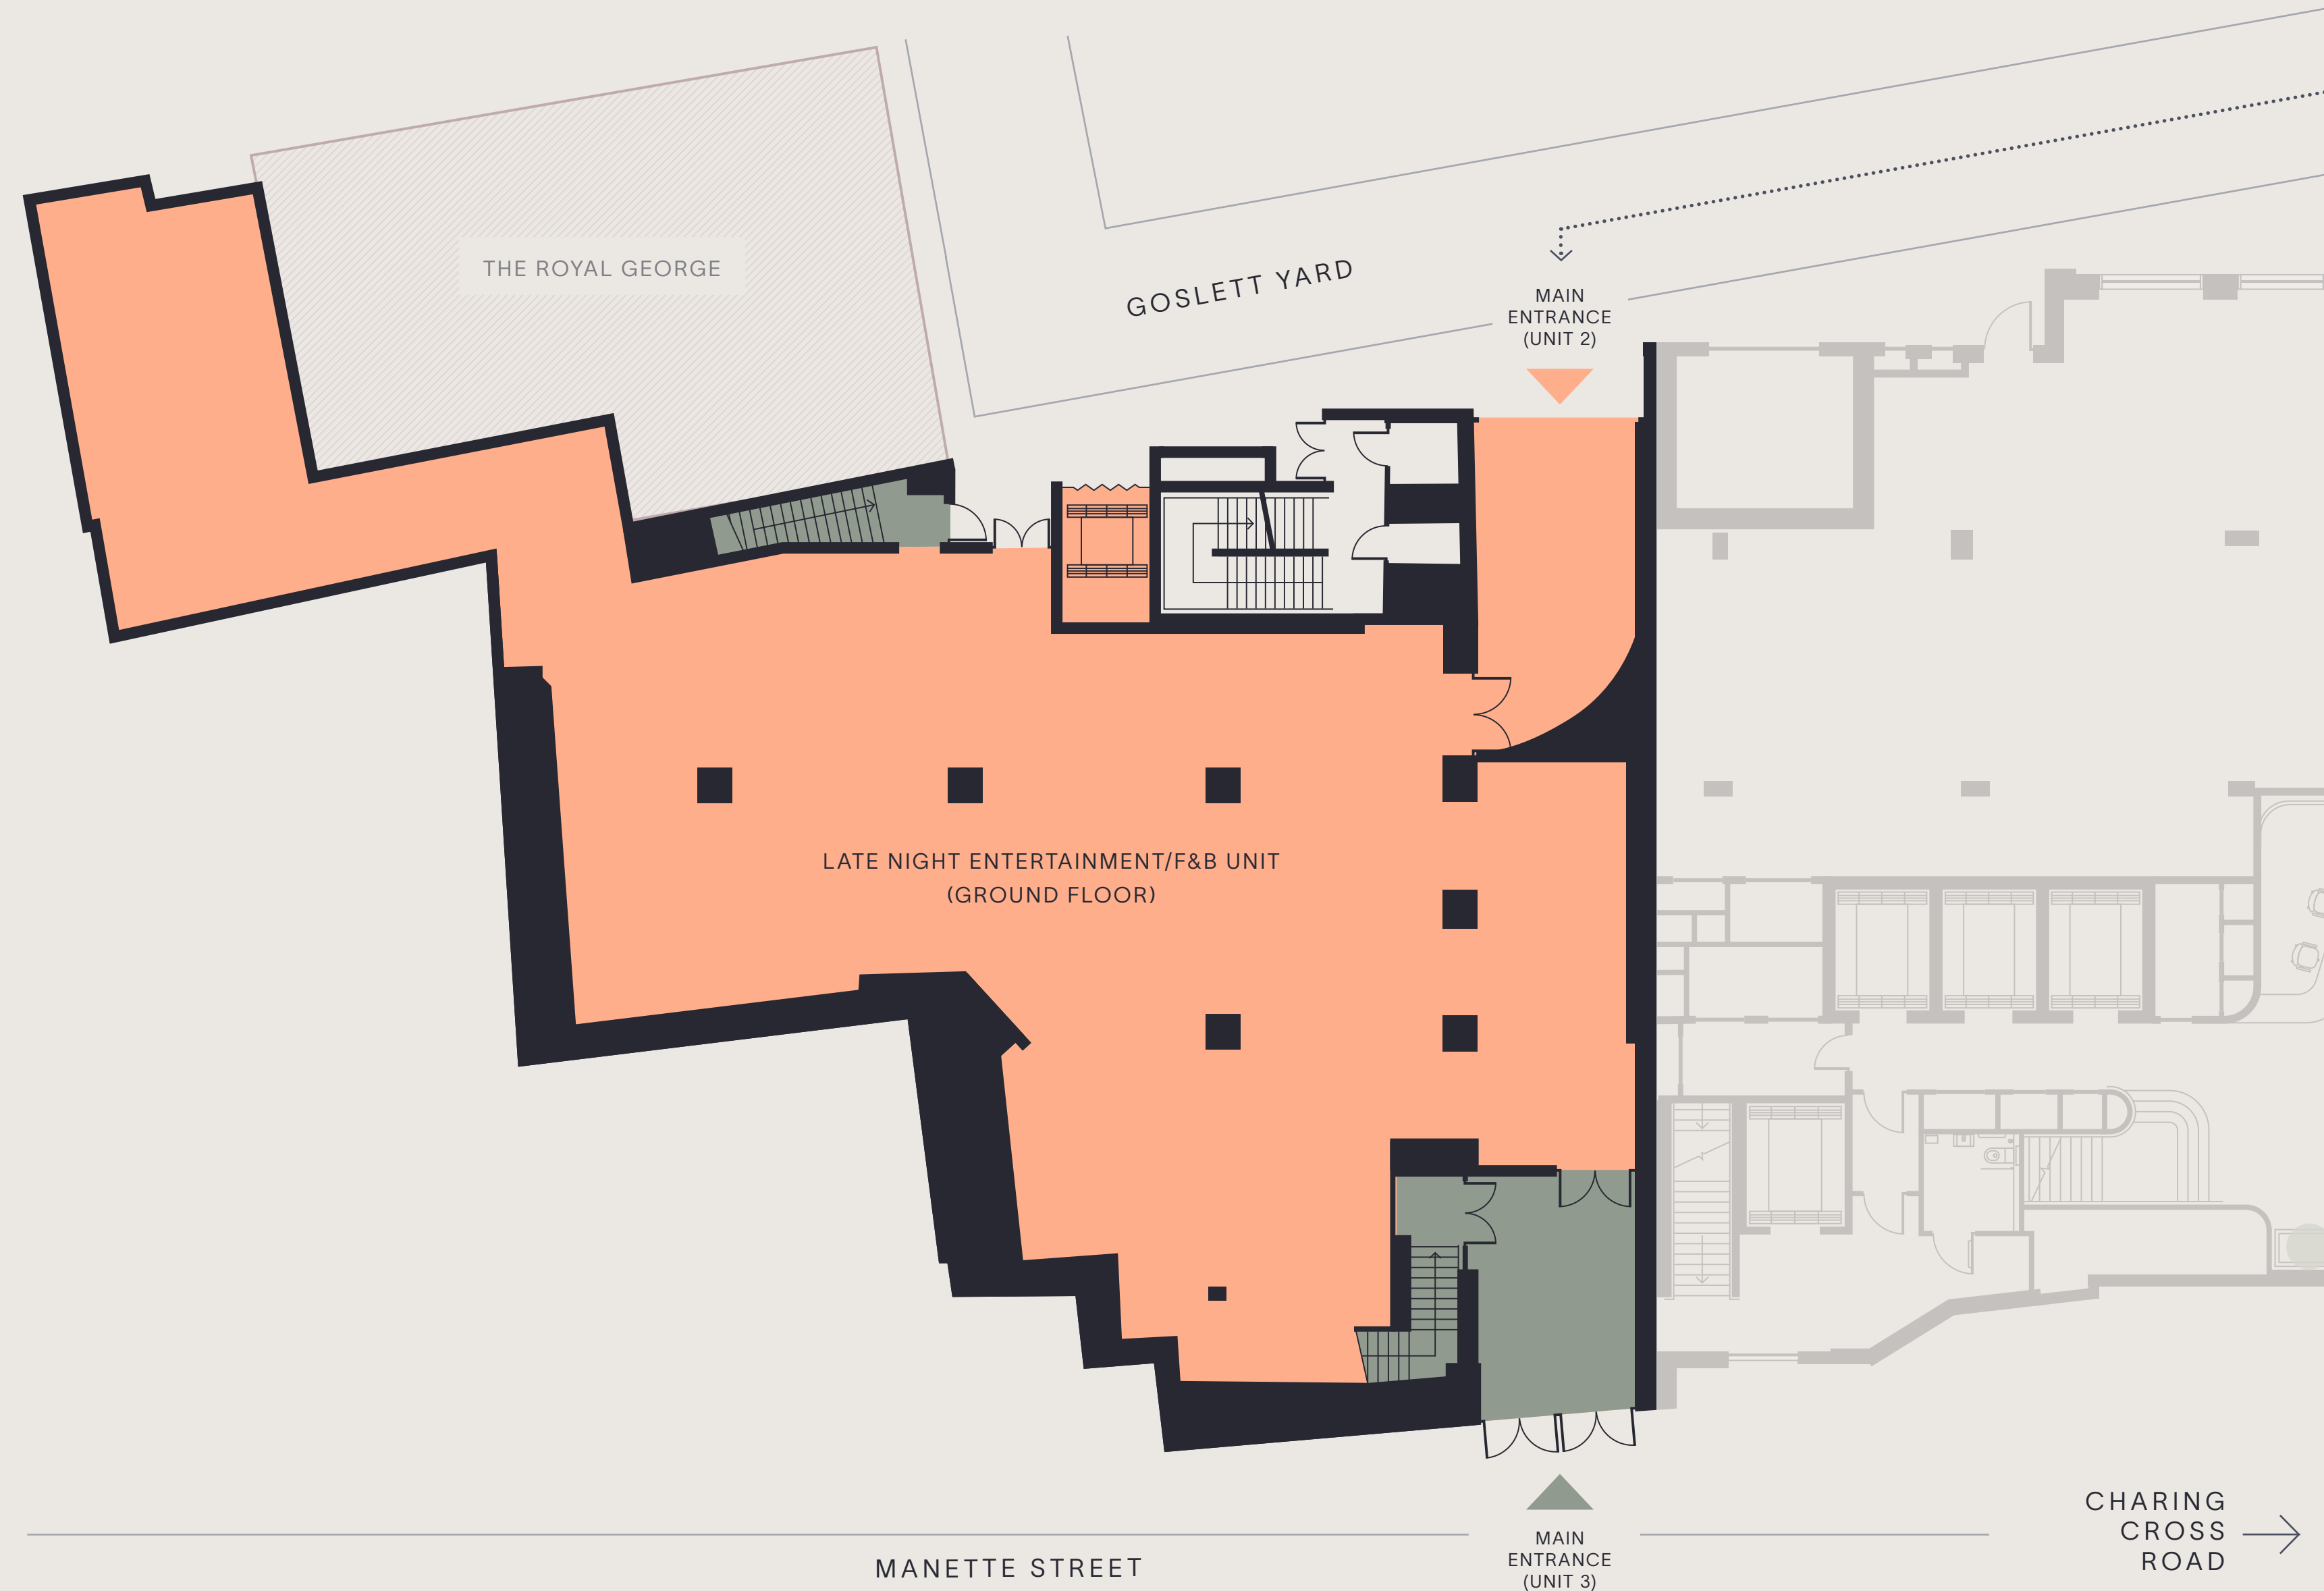 THE ROYAL GEORGE
GOSLETT YARD
MAIN
ENTRANCE
(UNIT 2)
LATE NIGHT ENTERTAINMENT/F&B UNIT
(GROUND FLOOR)
MAIN
ENTRANCE
(UNIT 3)
MANETTE STREET
CHARING
CROSS
ROAD